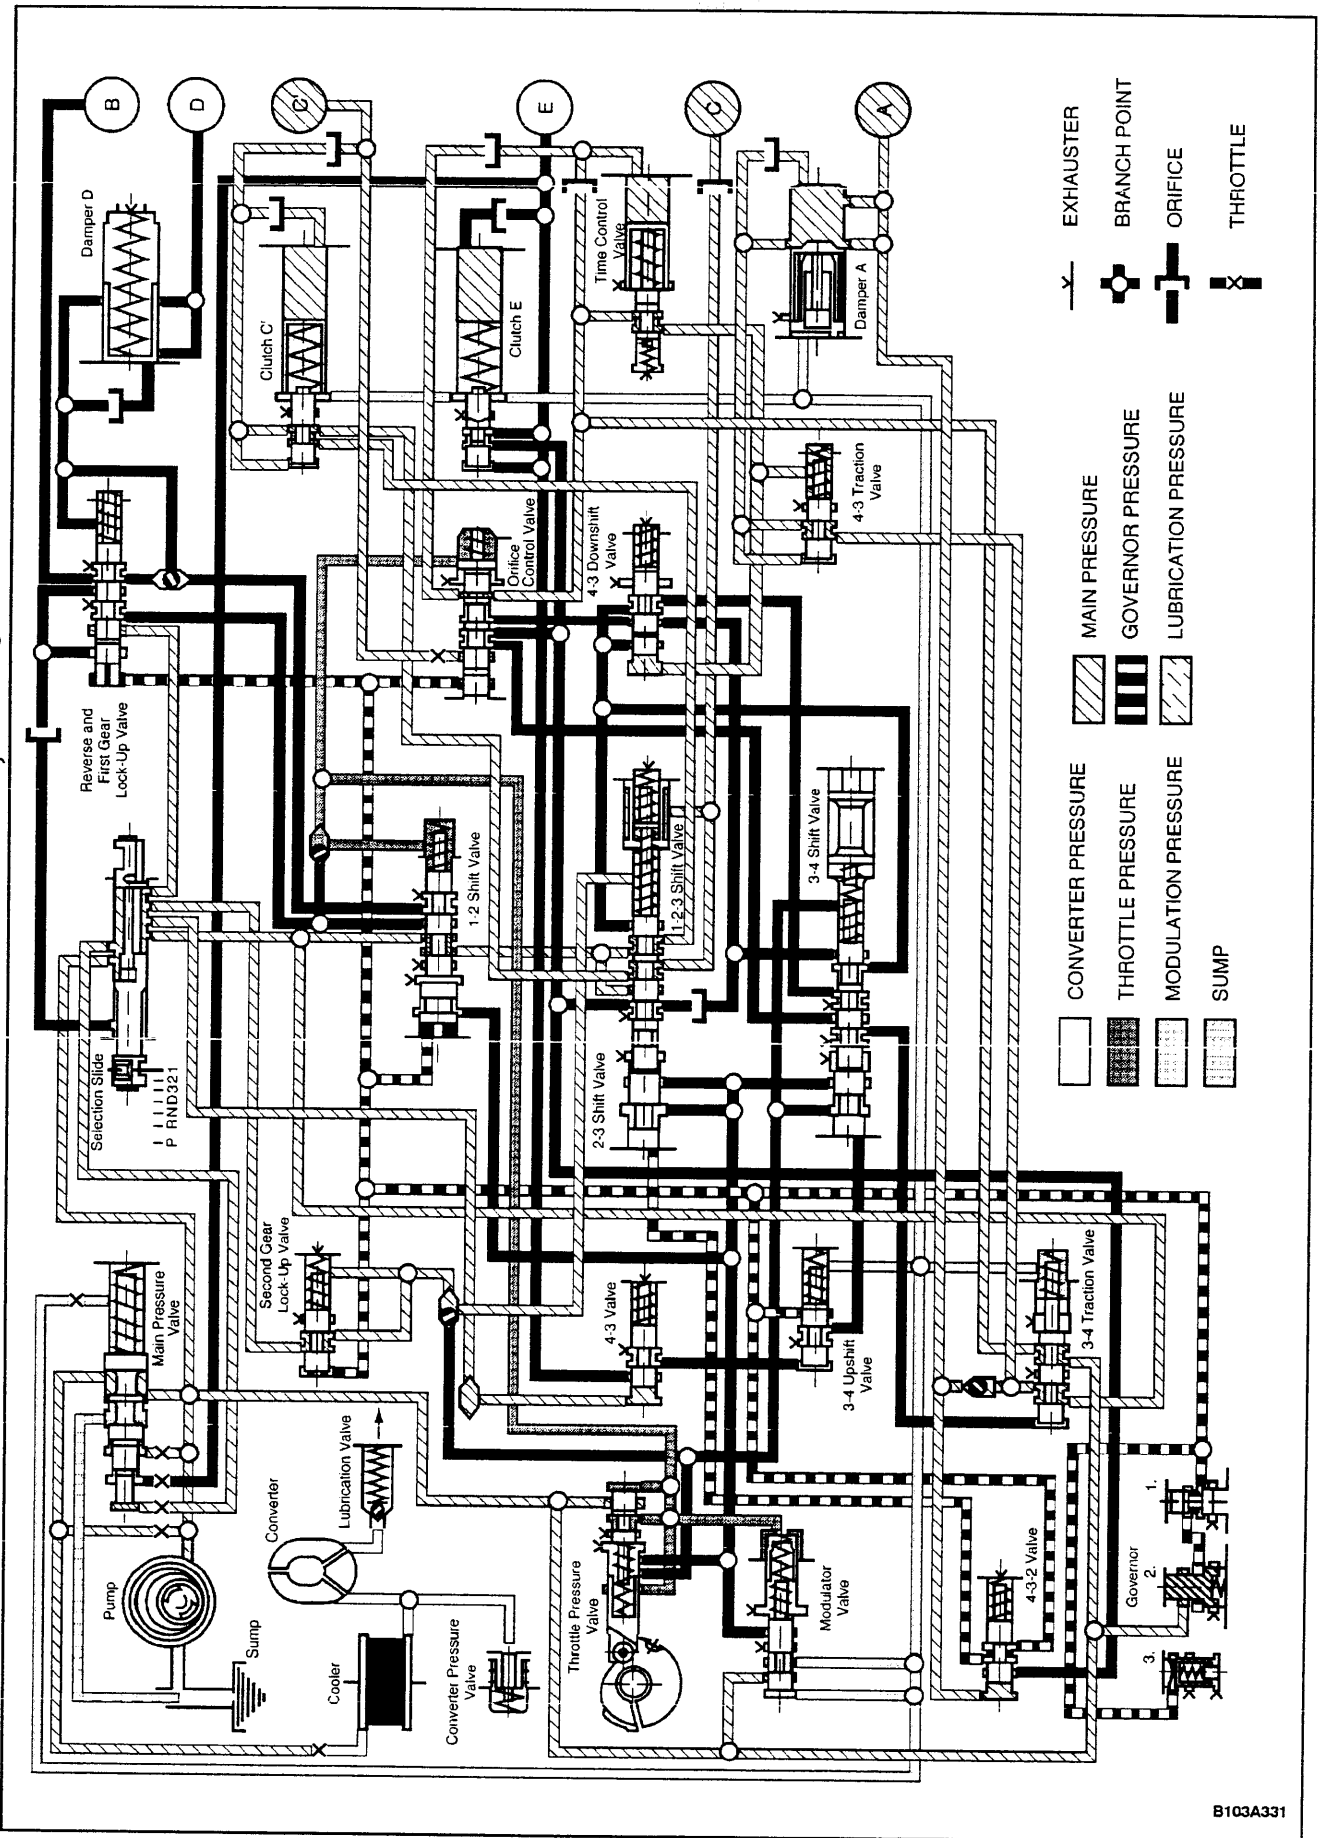 B
D
C'
E
C
A
Damper D
Clutch C'
Clutch E
Time Control
Valve
Damper A
Reverse and
First Gear
Lock-Up Valve
Orifice
Control Valve
4-3 Downshift
Valve
4-3 Traction
Valve
Selection Slide
P RND321
1-2 Shift Valve
1-2-3 Shift Valve
2-3 Shift Valve
3-4 Shift Valve
Main Pressure
Valve
Second Gear
Lock-Up Valve
4-3 Valve
3-4 Upshift
Valve
3-4 Traction Valve
Pump
Sump
Converter
Lubrication Valve
Cooler
Converter Pressure
Valve
Throttle Pressure
Valve
Modulator
Valve
4-3-2 Valve
Governor
1.
2.
3.
CONVERTER PRESSURE
THROTTLE PRESSURE
MODULATION PRESSURE
SUMP
MAIN PRESSURE
GOVERNOR PRESSURE
LUBRICATION PRESSURE
EXHAUSTER
BRANCH POINT
ORIFICE
THROTTLE
B103A331